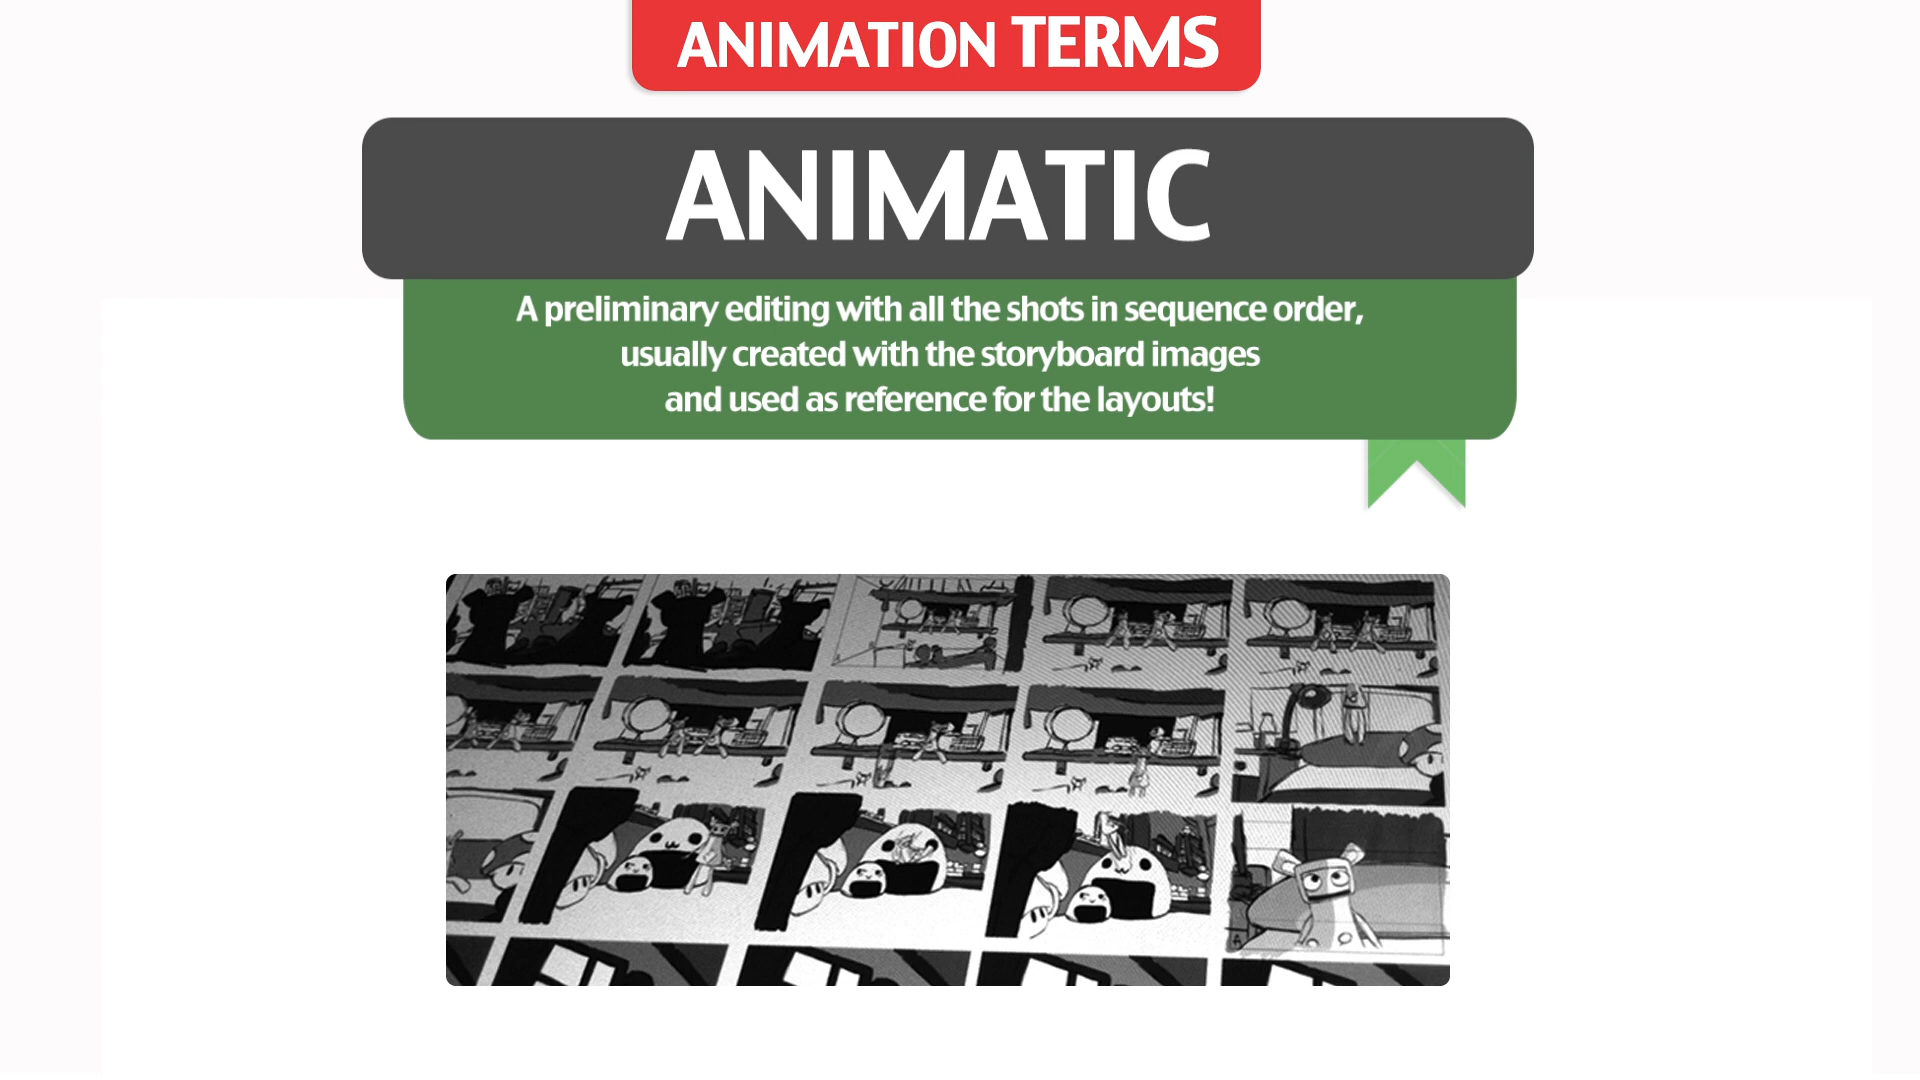 ANIMATION TERMS
ANIMATIC
A preliminary editing with all the shots in sequence order,
usually created with the storyboard images
and used as reference for the layouts!